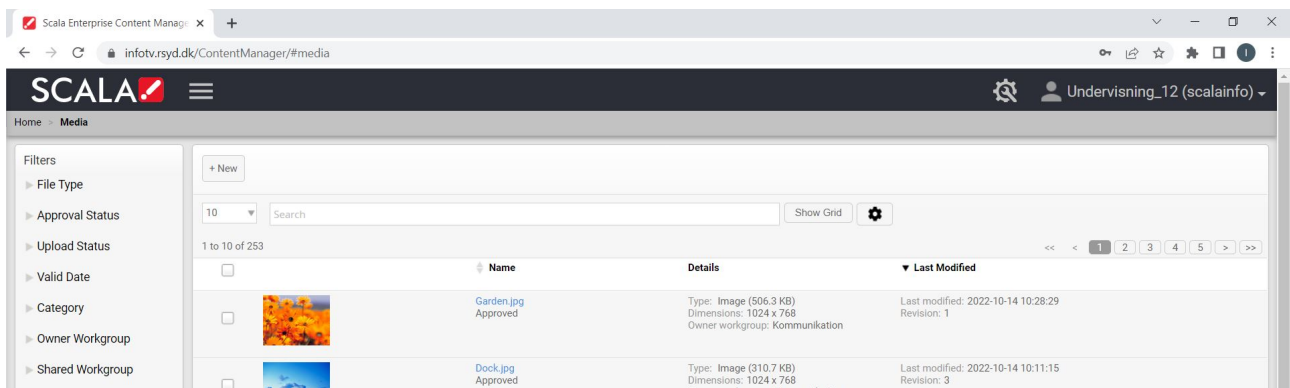 Scala Enterprise Content Manage
infotv.rsyd.dk/ContentManager/#media
I
SCALA
Undervisning_12 (scalainfo)
Home > Media
Filters
File Type
Approval Status
Upload Status
Valid Date
Category
Owner Workgroup
Shared Workgroup
+ New
10
Search
Show Grid
1 to 10 of 253
<< < 1 2 3 4 5 > >>
Name Details Last Modified
Garden.jpg Type: Image (506.3 KB) Last modified: 2022-10-14 10:28:29
Approved Dimensions: 1024 x 768 Revision: 1
Owner workgroup: Kommunikation
Dock.jpg Type: Image (310.7 KB) Last modified: 2022-10-14 10:11:15
Approved Dimensions: 1024 x 768 Revision: 3